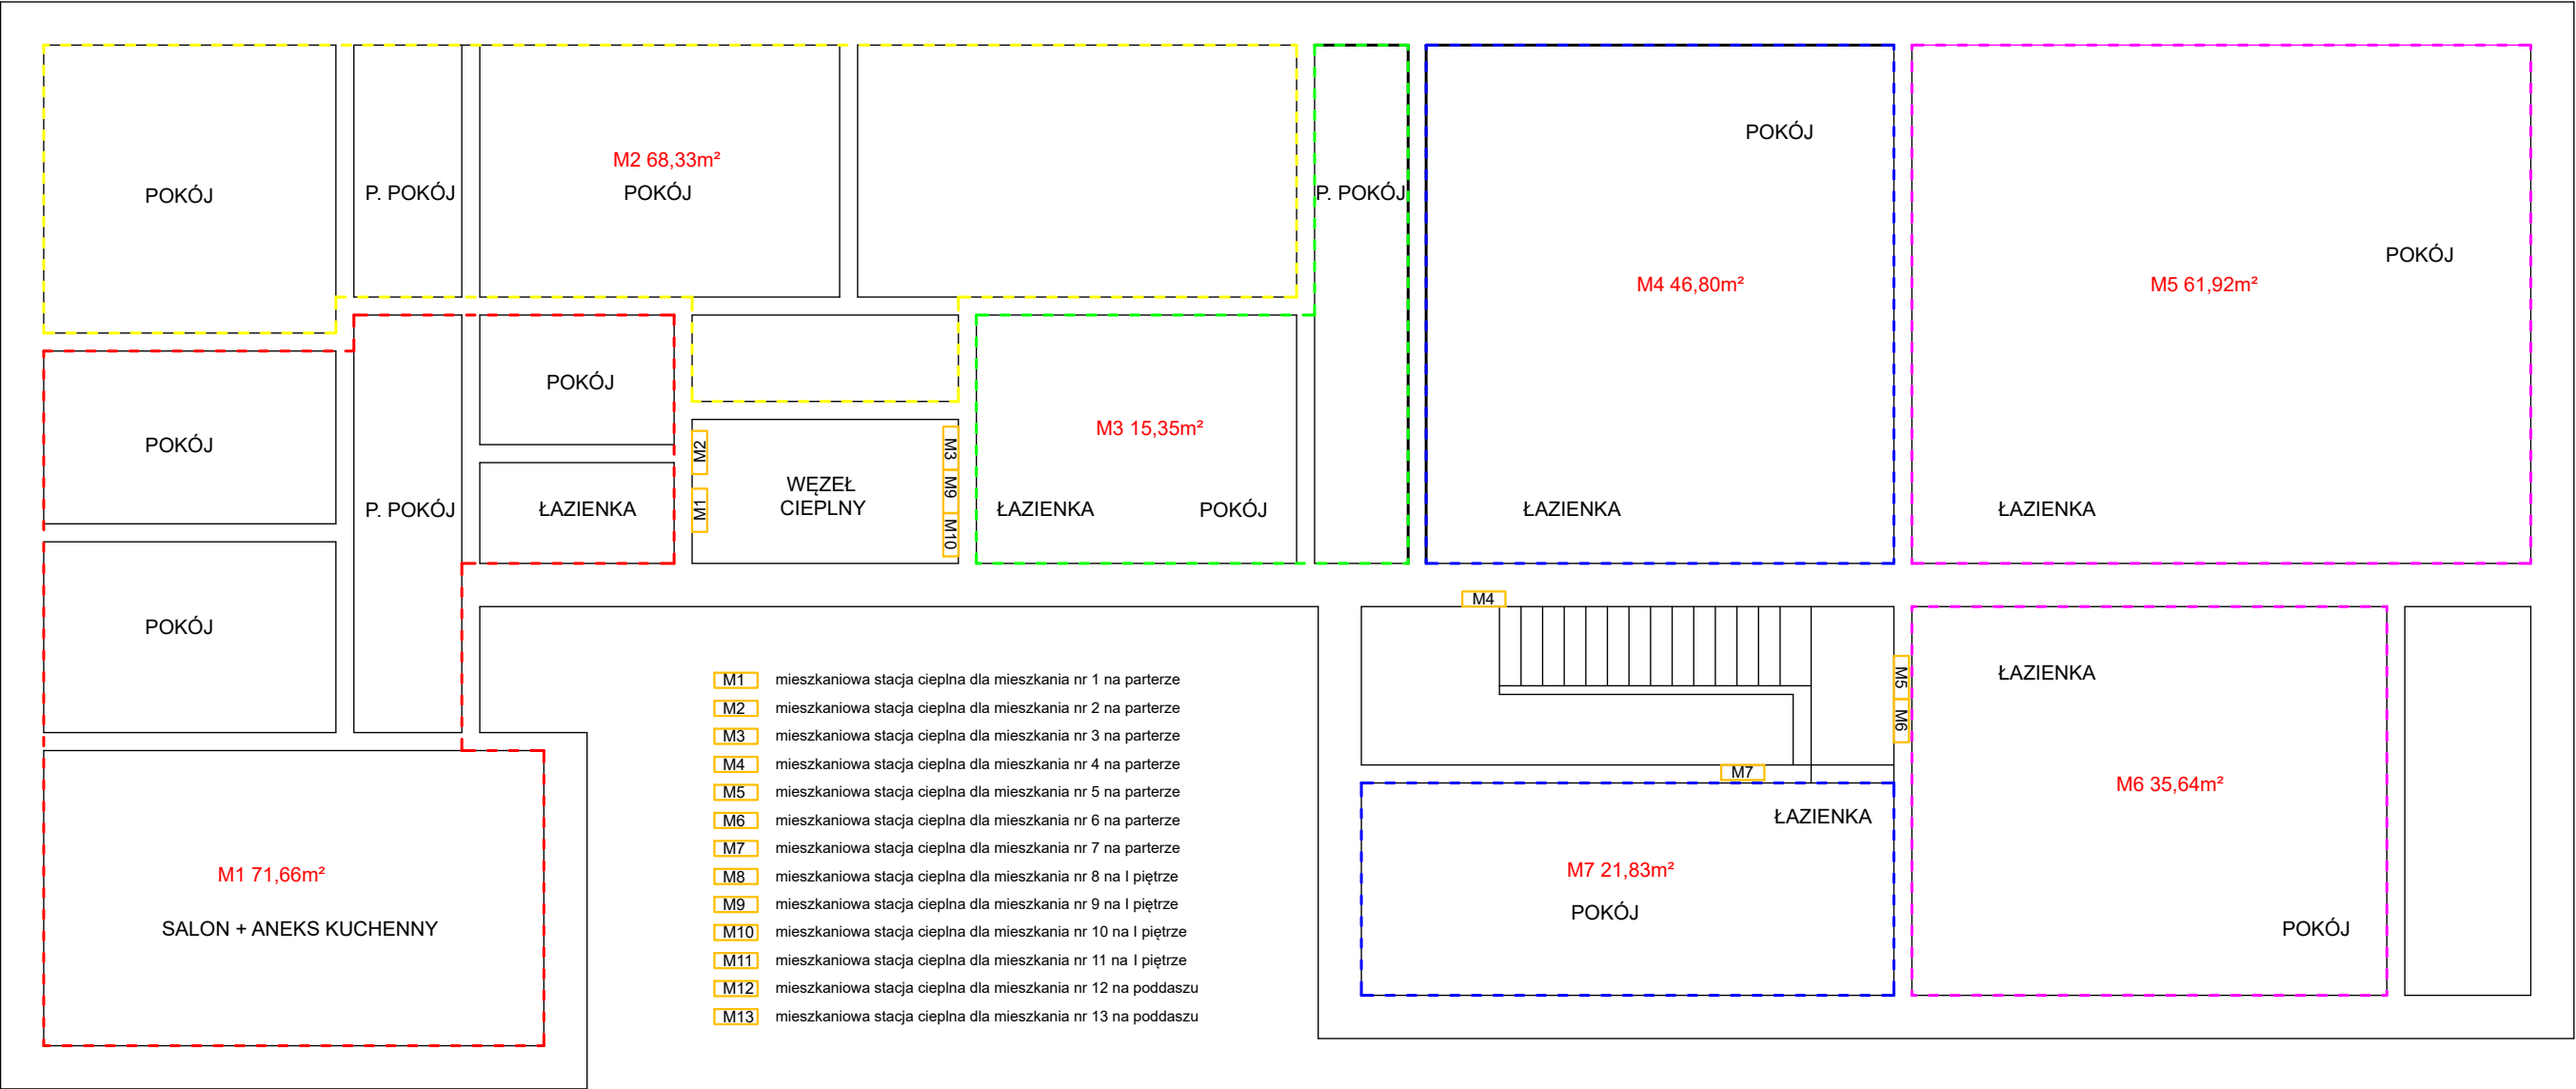 POKÓJ
M2 68,33m²
POKÓJ
P. POKÓJ
POKÓJ
P. POKÓJ
M4 46,80m²
POKÓJ
M5 61,92m²
POKÓJ
POKÓJ
POKÓJ
M3 15,35m²
M2
M1
WĘZEŁ
CIEPLNY
M3
M9
M10
P. POKÓJ
ŁAZIENKA
ŁAZIENKA
POKÓJ
ŁAZIENKA
ŁAZIENKA
POKÓJ
M4
M5
M6
ŁAZIENKA
M7
M6 35,64m²
ŁAZIENKA
M7 21,83m²
POKÓJ
POKÓJ
M1 71,66m²
SALON + ANEKS KUCHENNY
M1 mieszkaniowa stacja cieplna dla mieszkania nr 1 na parterze
M2 mieszkaniowa stacja cieplna dla mieszkania nr 2 na parterze
M3 mieszkaniowa stacja cieplna dla mieszkania nr 3 na parterze
M4 mieszkaniowa stacja cieplna dla mieszkania nr 4 na parterze
M5 mieszkaniowa stacja cieplna dla mieszkania nr 5 na parterze
M6 mieszkaniowa stacja cieplna dla mieszkania nr 6 na parterze
M7 mieszkaniowa stacja cieplna dla mieszkania nr 7 na parterze
M8 mieszkaniowa stacja cieplna dla mieszkania nr 8 na I piętrze
M9 mieszkaniowa stacja cieplna dla mieszkania nr 9 na I piętrze
M10 mieszkaniowa stacja cieplna dla mieszkania nr 10 na I piętrze
M11 mieszkaniowa stacja cieplna dla mieszkania nr 11 na I piętrze
M12 mieszkaniowa stacja cieplna dla mieszkania nr 12 na poddaszu
M13 mieszkaniowa stacja cieplna dla mieszkania nr 13 na poddaszu